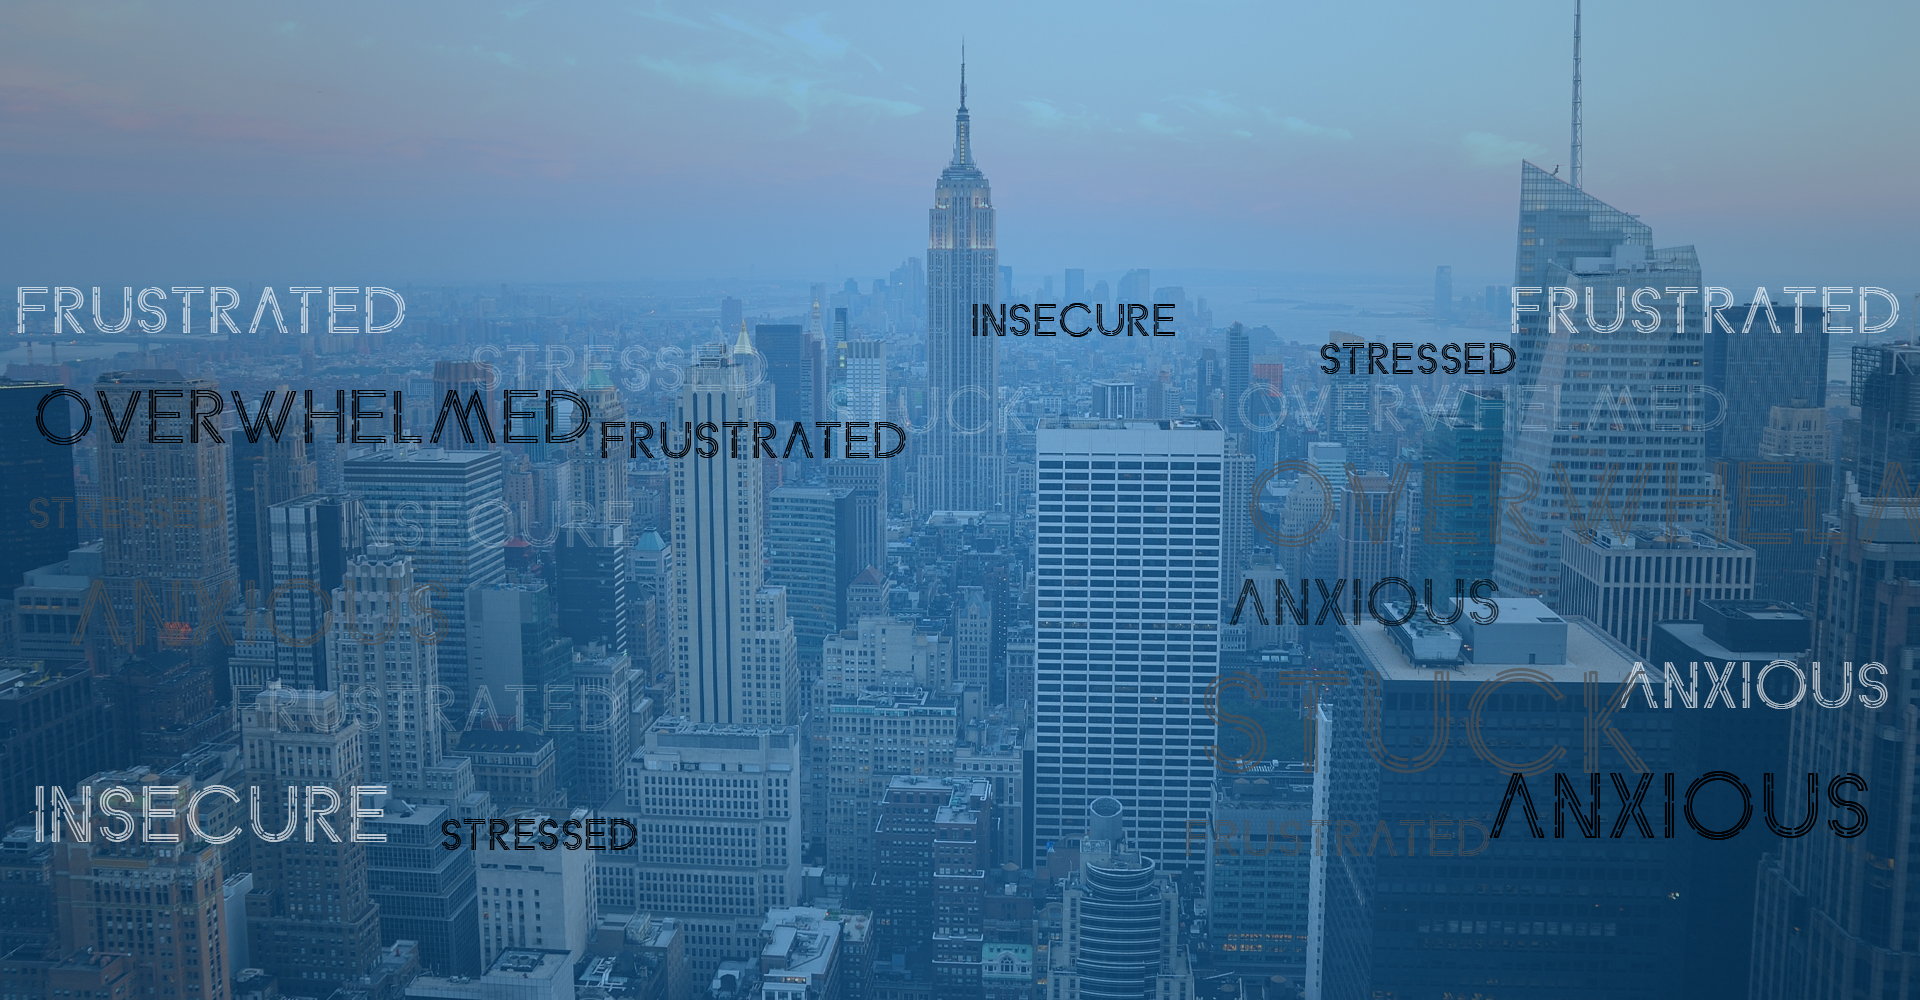 FRUSTRATED
FRUSTRATED
INSECURE
STRESSED
STRESSED
OVERWHELMED
STUCK
OVERWHELMED
FRUSTRATED
STRESSED
INSECURE
OVERWHELM
ANXIOUS
ANXIOUS
FRUSTRATED
STUCK
ANXIOUS
INSECURE
STRESSED
FRUSTRATED
ANXIOUS